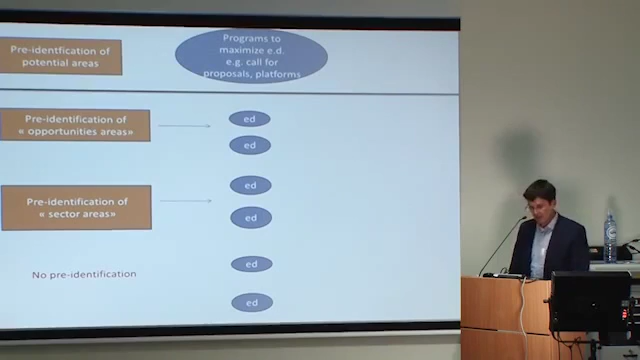 Pre-identfication of
potential areas
Programs to
maximize e.d.
e.g. call for
proposals, platforms
Pre-identification of
« opportunities areas»
ed
ed
Pre-identification of
« sector areas»
ed
ed
No pre-identification
ed
ed